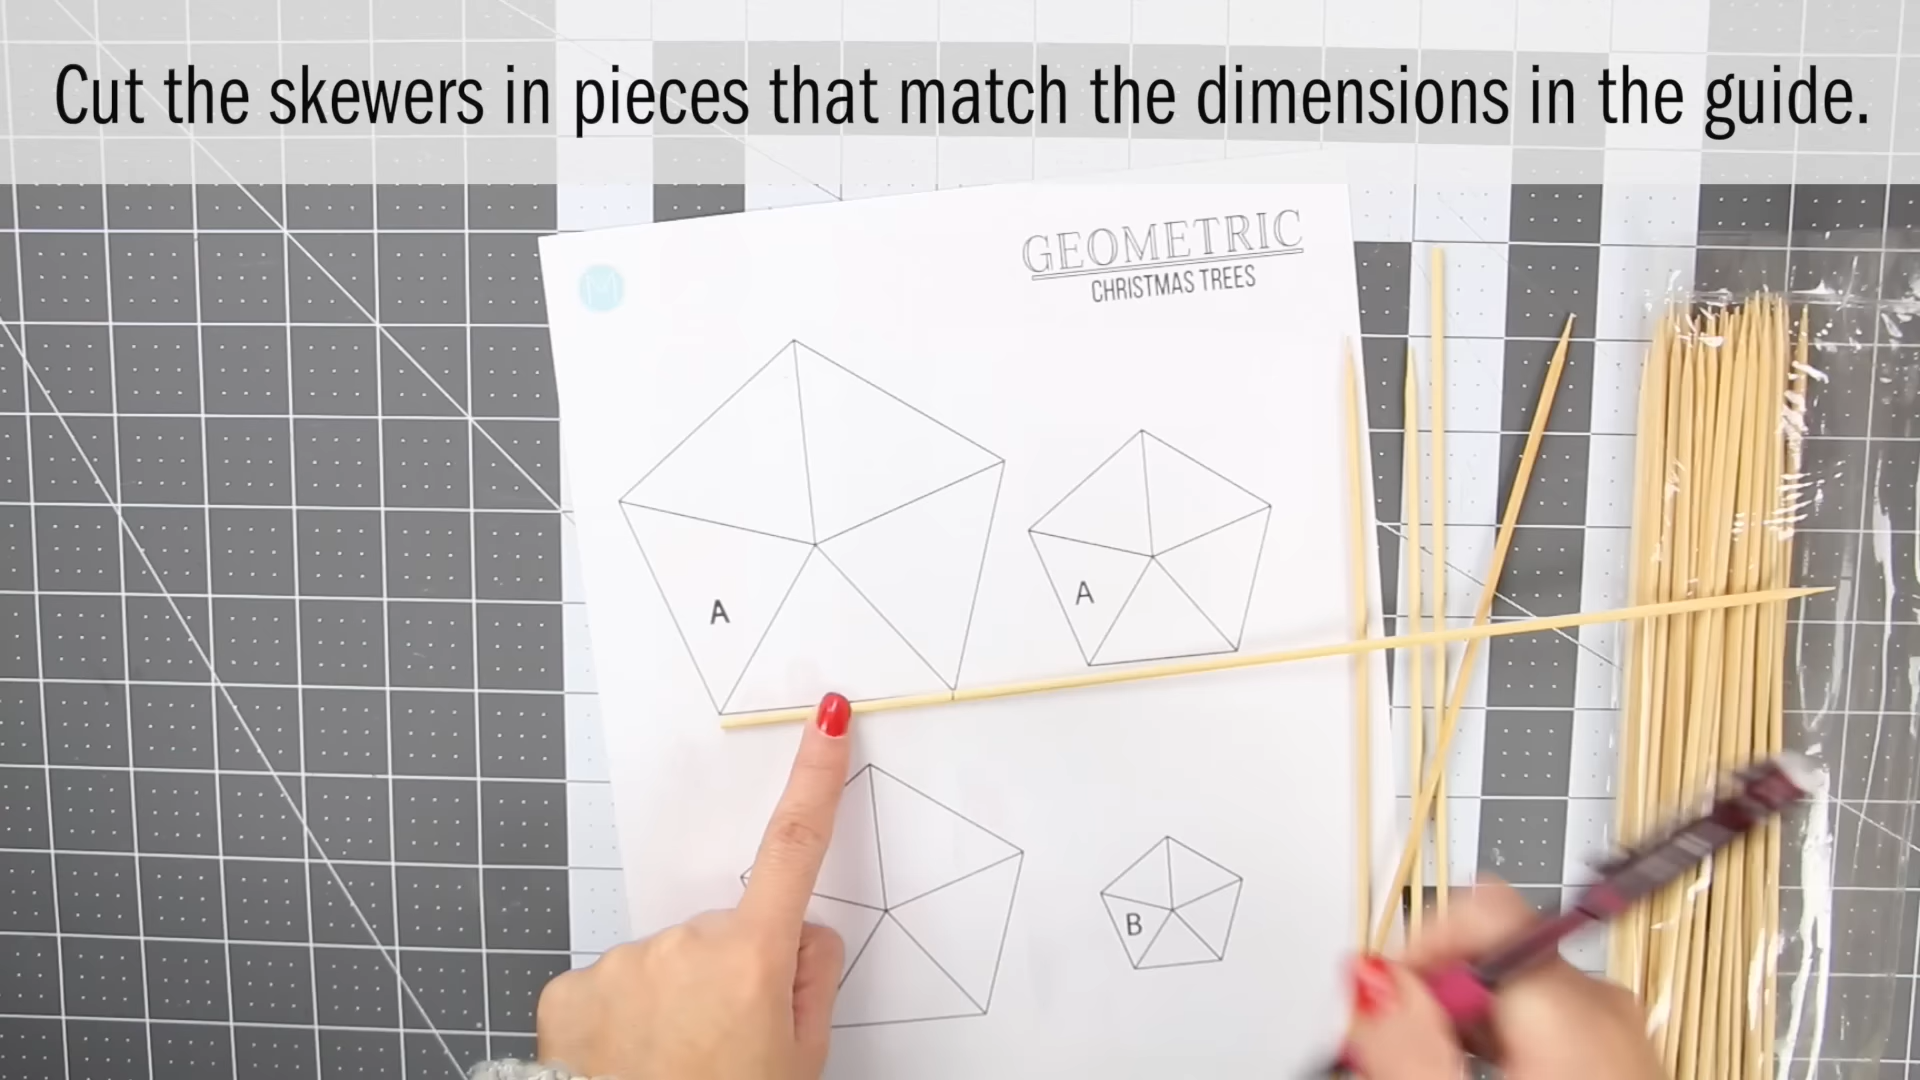 Cut the skewers in pieces that match the dimensions in the guide.
GEOMETRIC
CHRISTMAS TREES
A
A
B